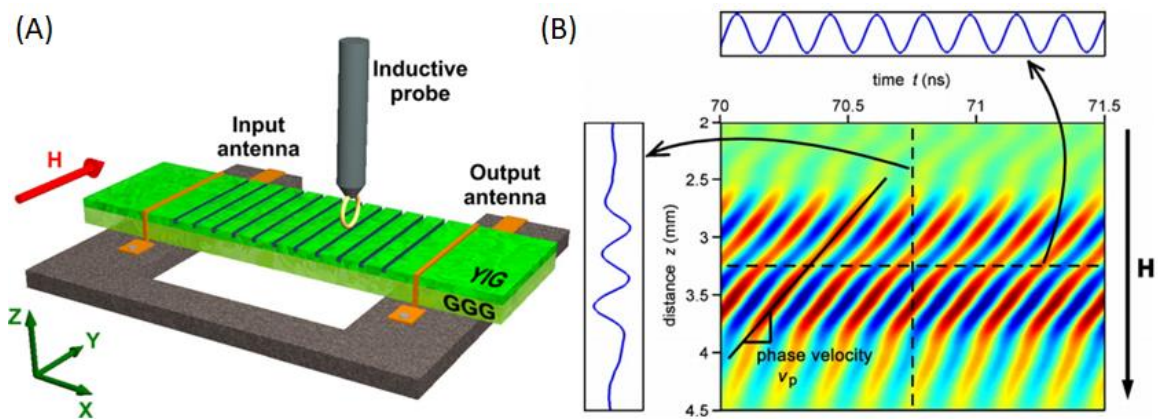 (A)
Inductive
probe
Input
antenna
H
Output
antenna
YIG
GGG
Z
Y
X
(B)
time t (ns)
70 70.5 71 71.5
2
2.5
3
3.5
4
4.5
distance z (mm)
phase velocity
vp
H